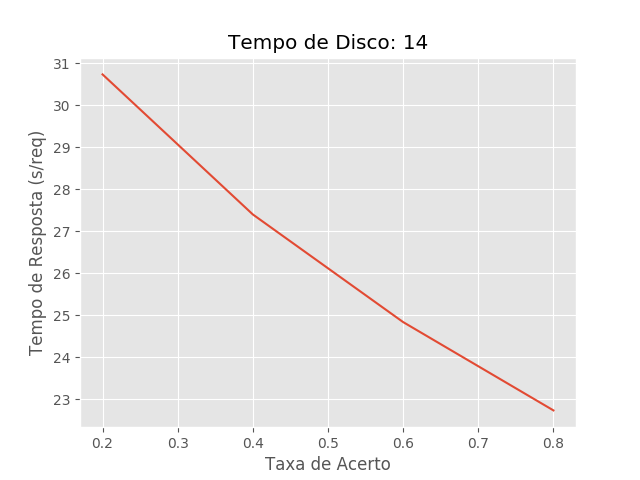 Tempo de Disco: 14
Tempo de Resposta (s/req)
31
30
29
28
27
26
25
24
23
0.2 0.3 0.4 0.5 0.6 0.7 0.8
Taxa de Acerto